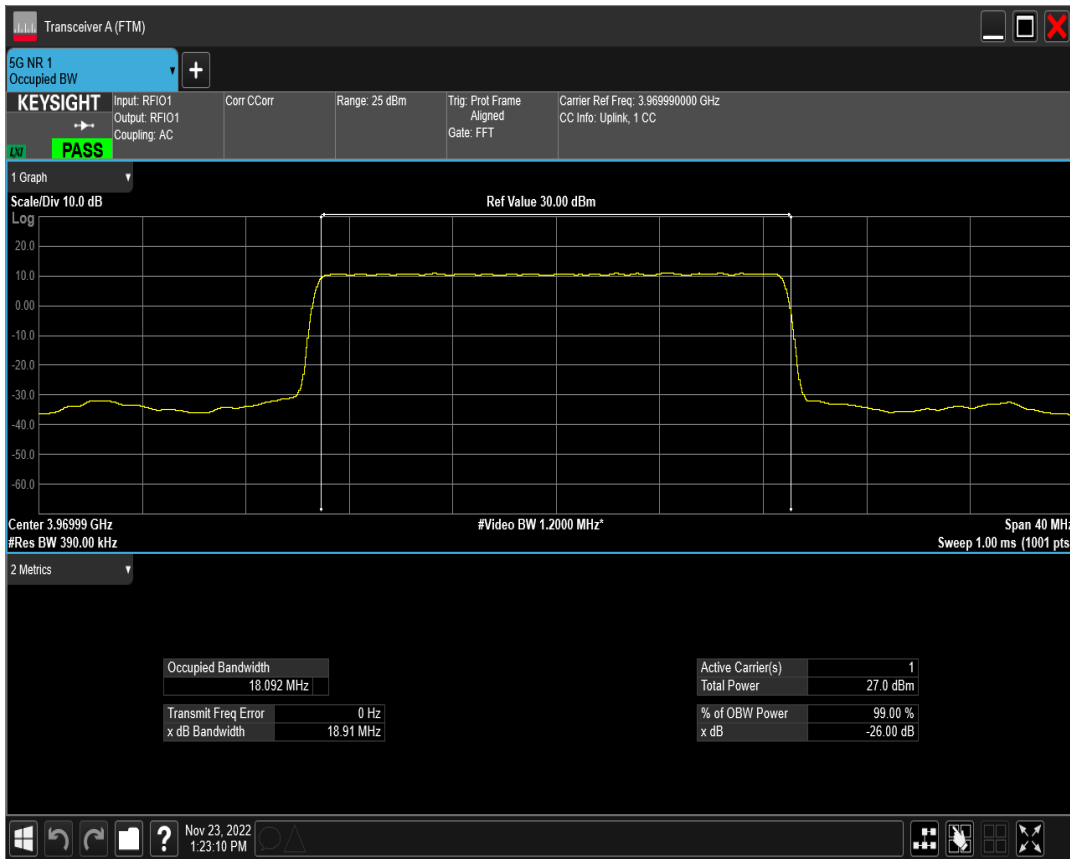 Transceiver A (FTM)
5G NR 1
Occupied BW
+
KEYSIGHT
LXI
PASS
Input: RFIO1
Output: RFIO1
Coupling: AC
Corr CCorr
Range: 25 dBm
Trig: Prot Frame
Aligned
Gate: FFT
Carrier Ref Freq: 3.969990000 GHz
CC Info: Uplink, 1 CC
1 Graph
Scale/Div 10.0 dB
Ref Value 30.00 dBm
Log
20.0
10.0
0.00
-10.0
-20.0
-30.0
-40.0
-50.0
-60.0
Center 3.96999 GHz
#Video BW 1.2000 MHz*
Span 40 MHz
#Res BW 390.00 kHz
Sweep 1.00 ms (1001 pts
2 Metrics
Occupied Bandwidth
18.092 MHz
Transmit Freq Error 0 Hz
x dB Bandwidth 18.91 MHz
Active Carrier(s) 1
Total Power 27.0 dBm
% of OBW Power 99.00 %
x dB -26.00 dB
?
Nov 23, 2022
1:23:10 PM